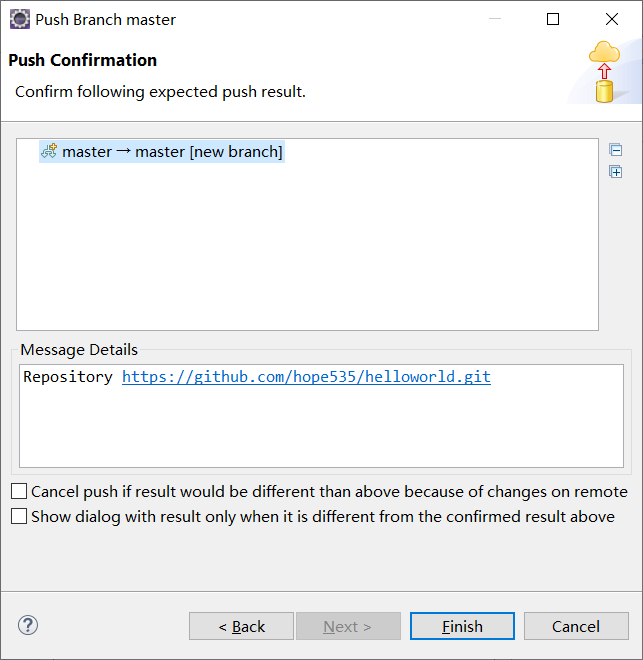 Push Branch master
Push Confirmation
Confirm following expected push result.
master → master [new branch]
Message Details
Repository https://github.com/hope535/helloworld.git
Cancel push if result would be different than above because of changes on remote
Show dialog with result only when it is different from the confirmed result above
?
< Back Next > Finish Cancel